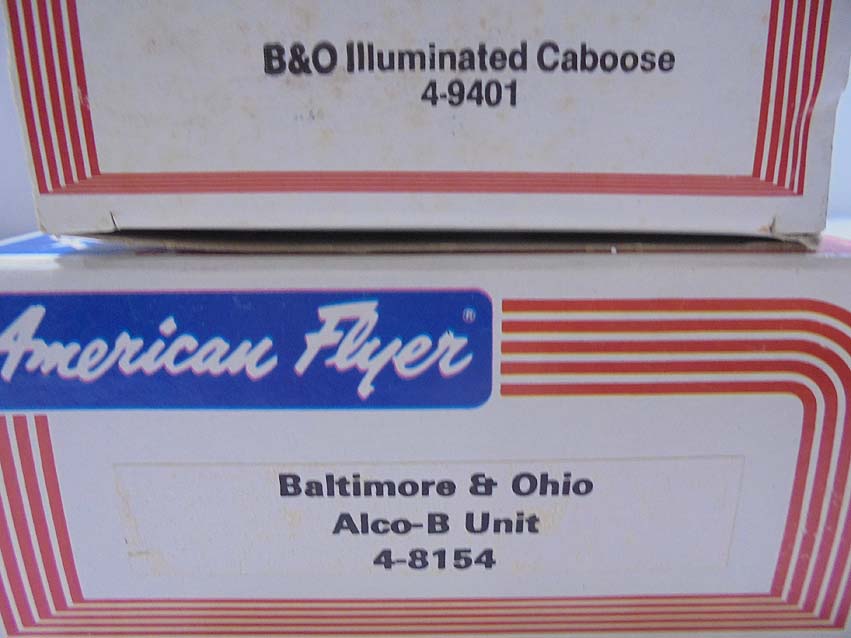 B&O Illuminated Caboose
4-9401
American Flyer®
Baltimore & Ohio
Alco-B Unit
4-8154